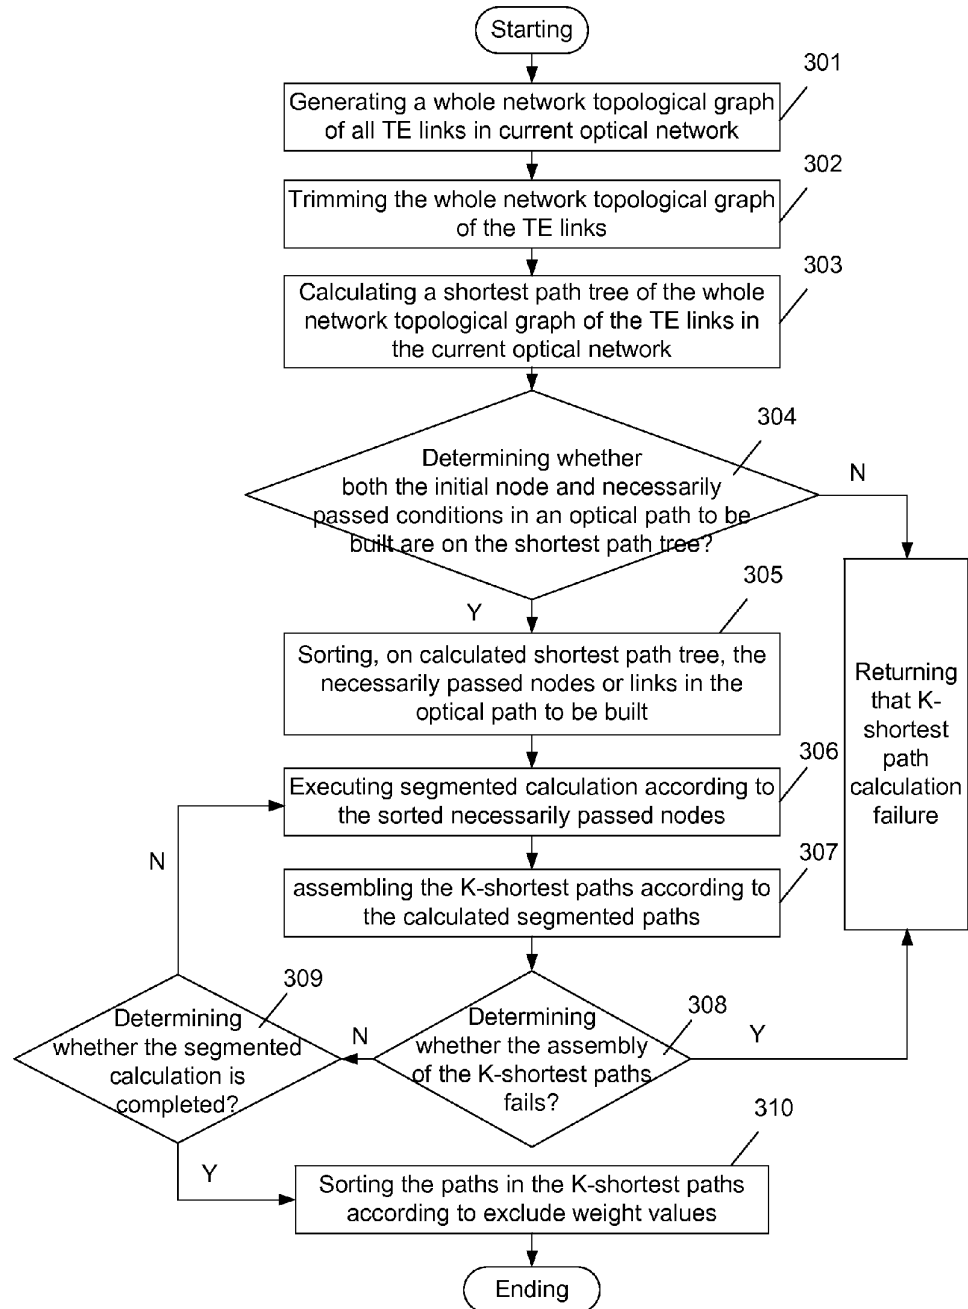 Starting
301
Generating a whole network topological graph
of all TE links in current optical network
302
Trimming the whole network topological graph
of the TE links
303
Calculating a shortest path tree of the whole
network topological graph of the TE links in
the current optical network
304
Determining whether
both the initial node and necessarily
passed conditions in an optical path to be
built are on the shortest path tree?
N
Y
305
Sorting, on calculated shortest path tree, the
necessarily passed nodes or links in the
optical path to be built
Returning
that K-
shortest
path
calculation
failure
306
Executing segmented calculation according to
the sorted necessarily passed nodes
N
307
assembling the K-shortest paths according to
the calculated segmented paths
308
Determining
whether the assembly
of the K-shortest paths
fails?
Y
N
309
Determining
whether the segmented
calculation is
completed?
Y
310
Sorting the paths in the K-shortest paths
according to exclude weight values
Ending